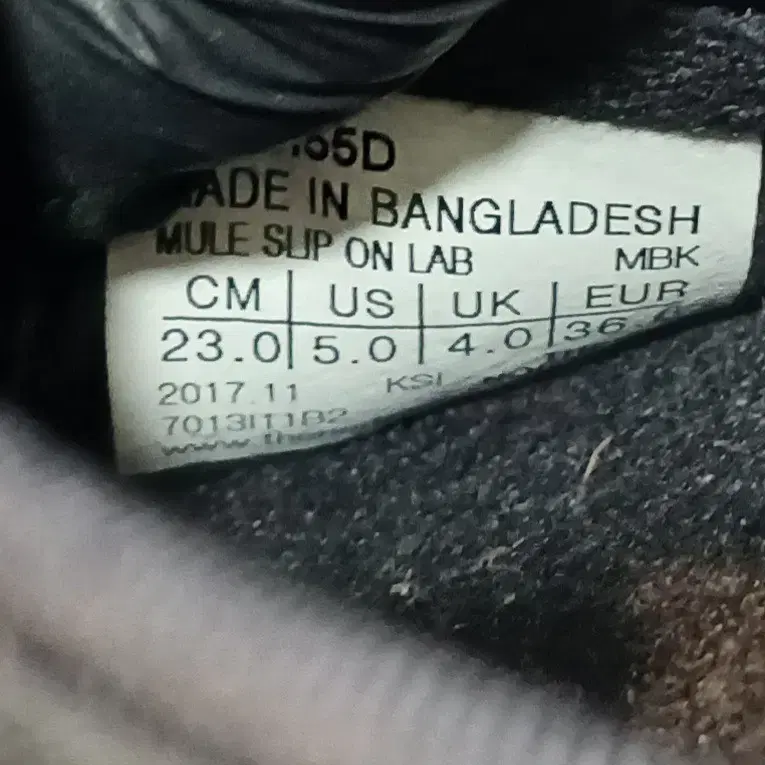 MADE IN BANGLADESH
MULE SLIP ON LAB MBK
CM US UK EUR
23.0 5.0 4.0
2017.11 KSI